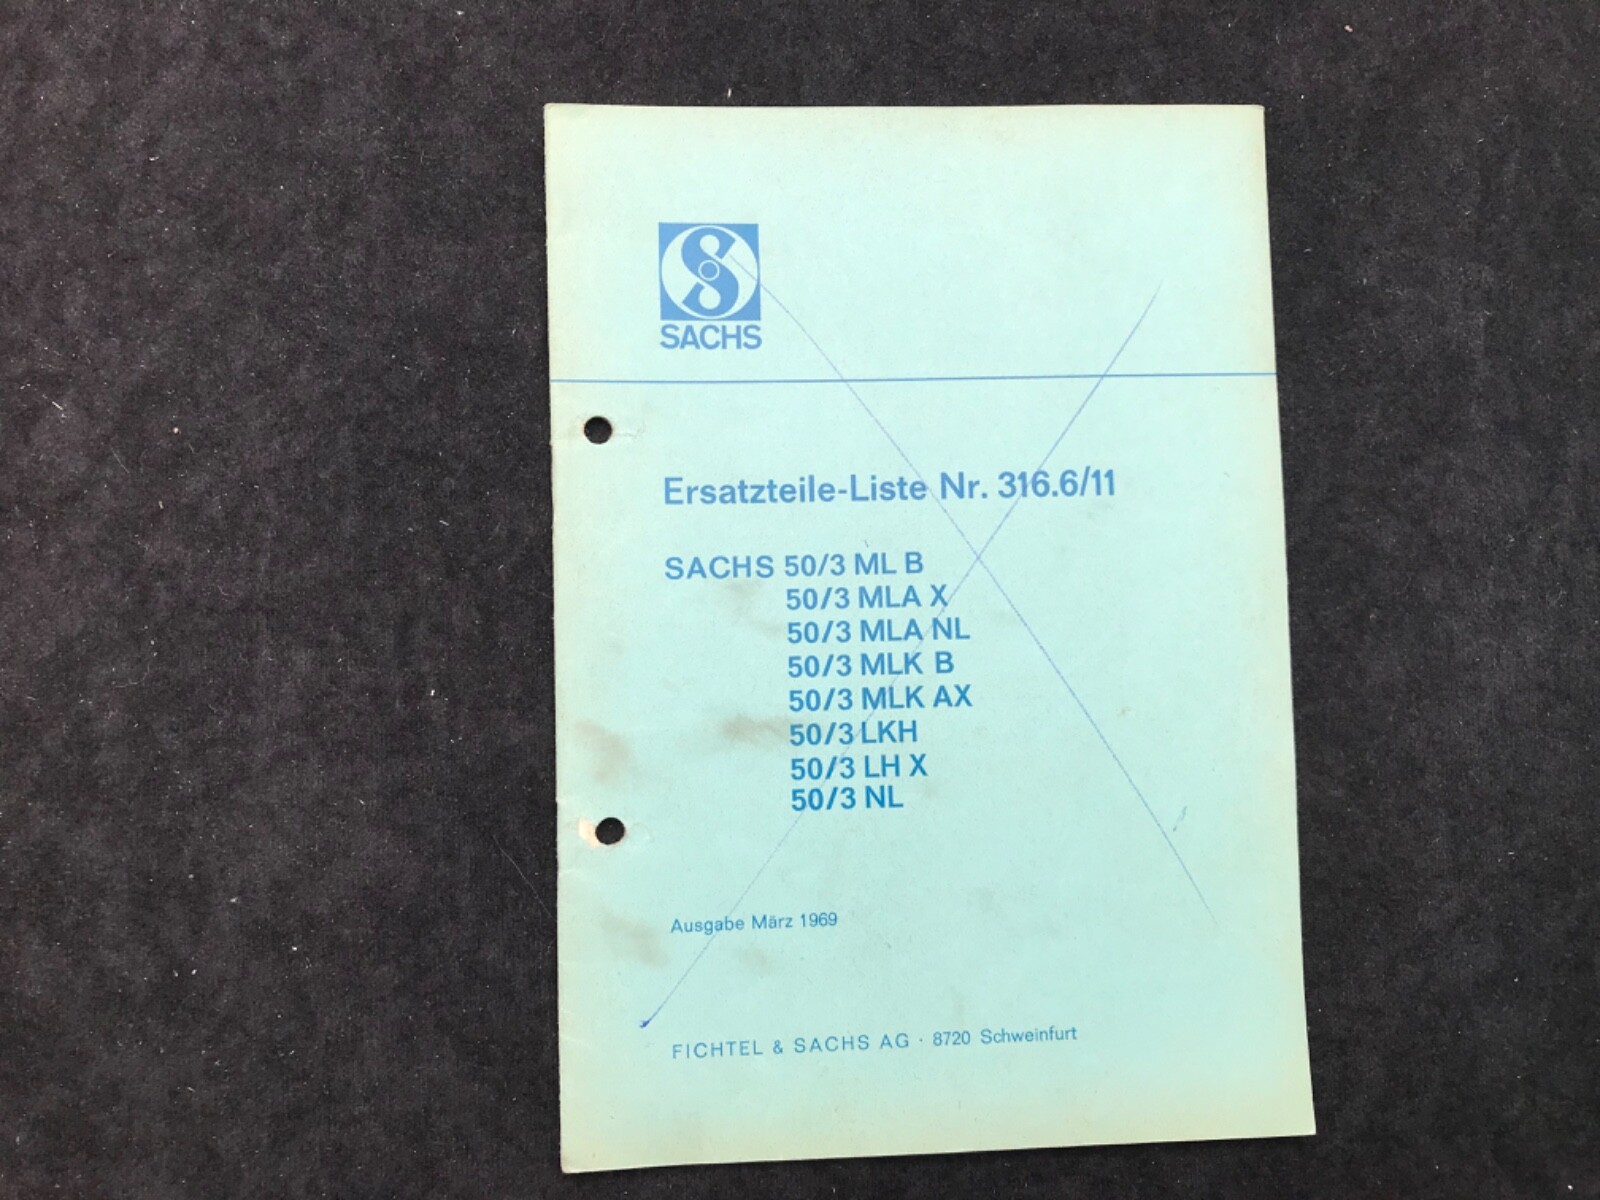 SACHS
Ersatzteile-Liste Nr. 316.6/11
SACHS 50/3 ML B
50/3 MLA X
50/3 MLA NL
50/3 MLK B
50/3 MLK AX
50/3 LKH
50/3 LH X
50/3 NL
Ausgabe März 1969
FICHTEL & SACHS AG · 8720 Schweinfurt